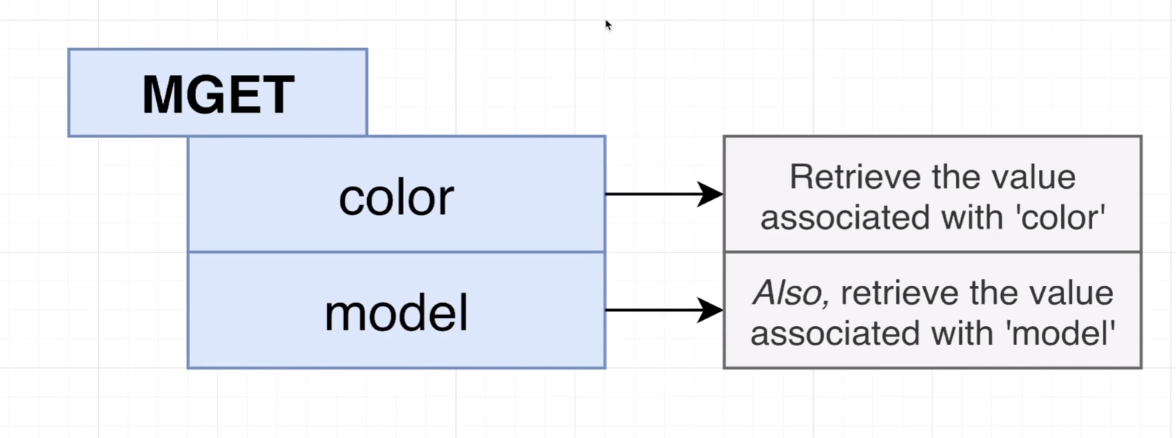 MGET
color
Retrieve the value
associated with 'color'
model
Also, retrieve the value
associated with 'model'